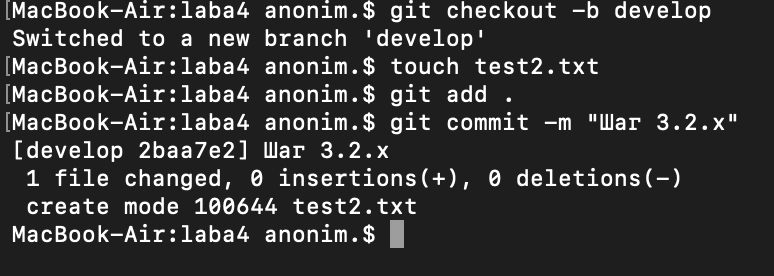 [MacBook-Air:laba4 anonim.$ git checkout -b develop
Switched to a new branch 'develop'
[MacBook-Air:laba4 anonim.$ touch test2.txt
[MacBook-Air:laba4 anonim.$ git add .
[MacBook-Air:laba4 anonim.$ git commit -m "Шаг 3.2.x"
[develop 2baa7e2] Шаг 3.2.x
 1 file changed, 0 insertions(+), 0 deletions(-)
 create mode 100644 test2.txt
MacBook-Air:laba4 anonim.$